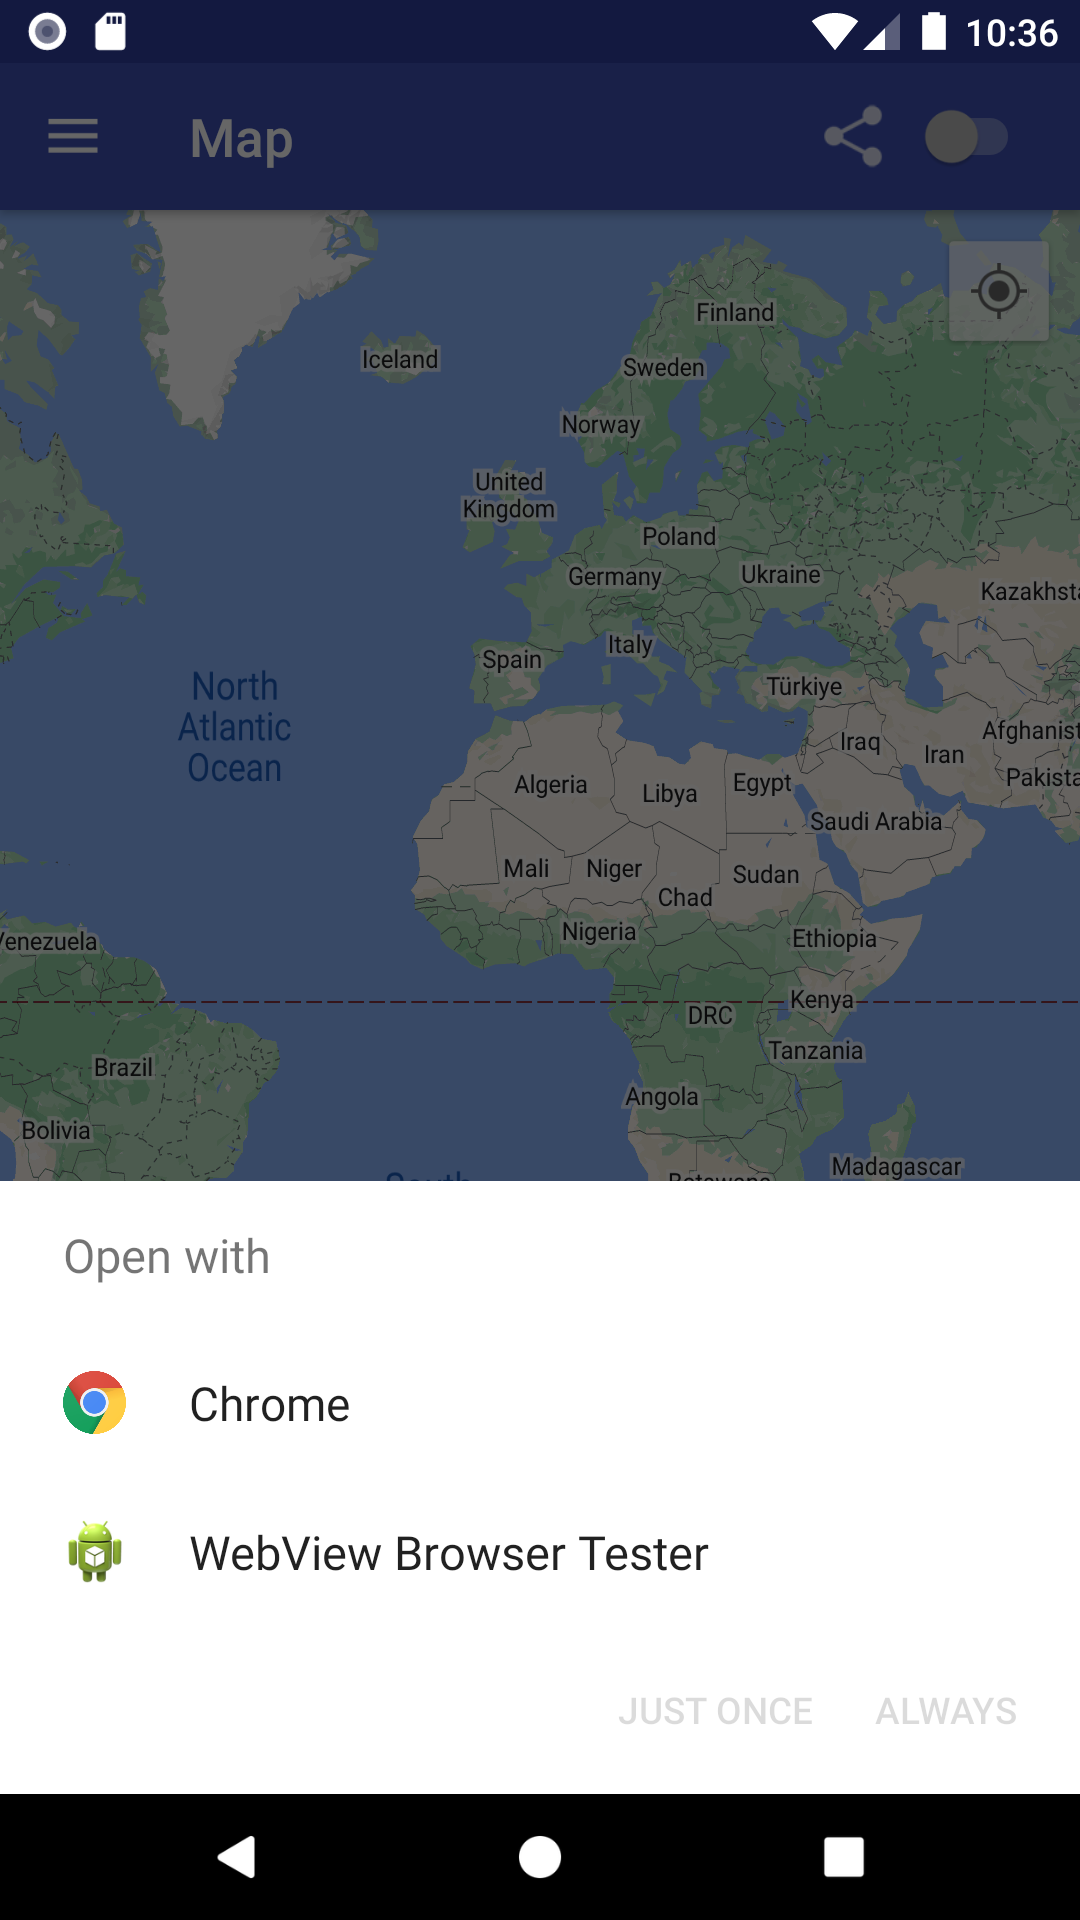 10:36
Map
Finland
Iceland
Sweden
Norway
United
Kingdom
Poland
Germany
Ukraine
Kazakhsta
Italy
Spain
Türkiye
North
Atlantic
Ocean
Iraq
Iran
Afghanist
Pakista
Algeria
Libya
Egypt
Saudi Arabia
Mali
Niger
Chad
Sudan
Nigeria
Ethiopia
Venezuela
Kenya
DRC
Tanzania
Brazil
Angola
Bolivia
Madagascar
South
Botswana
Open with
Chrome
WebView Browser Tester
JUST ONCE
ALWAYS